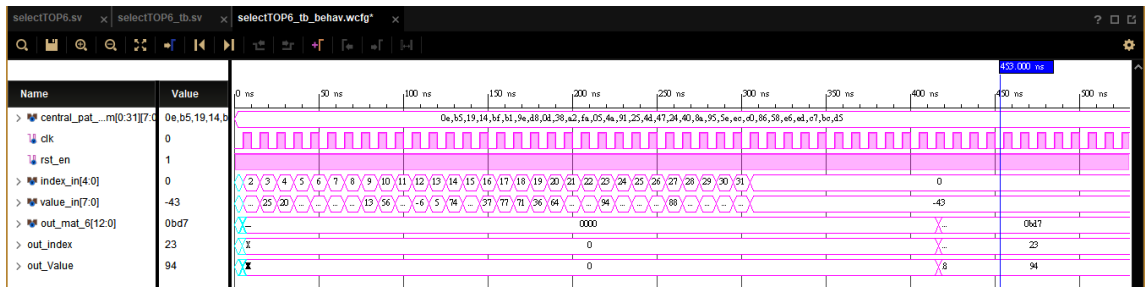 selectTOP6.sv × selectTOP6_tb.sv × selectTOP6_tb_behav.wcfg* × ?
453.000 ns
Name Value 0 ns 50 ns 100 ns 150 ns 200 ns 250 ns 300 ns 350 ns 400 ns 450 ns 500 ns
> central_pat_...m[0:31][7:0 0e,b5,19,14,b 0e,b5,19,14,bf,b1,9e,d8,0d,38,a2,fa,05,4a,91,25,4d,47,24,40,8a,95,5e,ec,c0,86,58,e6,ed,c7,be,d5
clk 0
rst_en 1
> index_in[4:0] 0 2 3 4 5 6 7 8 9 10 11 12 13 14 15 16 17 18 19 20 21 22 23 24 25 26 27 28 29 30 31 0
> value_in[7:0] -43 ... 25 20 ... ... ... ... 13 56 ... -6 5 74 ... 37 77 71 36 64 ... ... 94 ... ... ... 88 ... ... ... ... -43
> out_mat_6[12:0] 0bd7 ... 0000 ... 0bd7
> out_index 23 X 0 ... 23
> out_Value 94 X 0 8 94